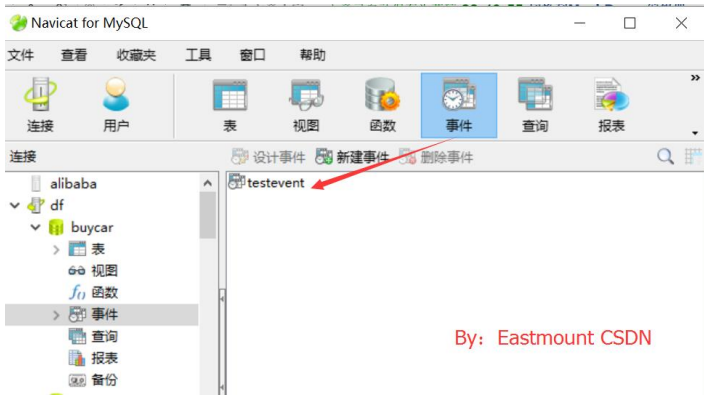 Navicat for MySQL
文件 查看 收藏夹 工具 窗口 帮助
连接 用户 表 视图 函数 事件 查询 报表
连接 设计事件 新建事件 删除事件
alibaba
testevent
df
buycar
表
视图
f() 函数
事件
查询
报表
备份
By: Eastmount CSDN